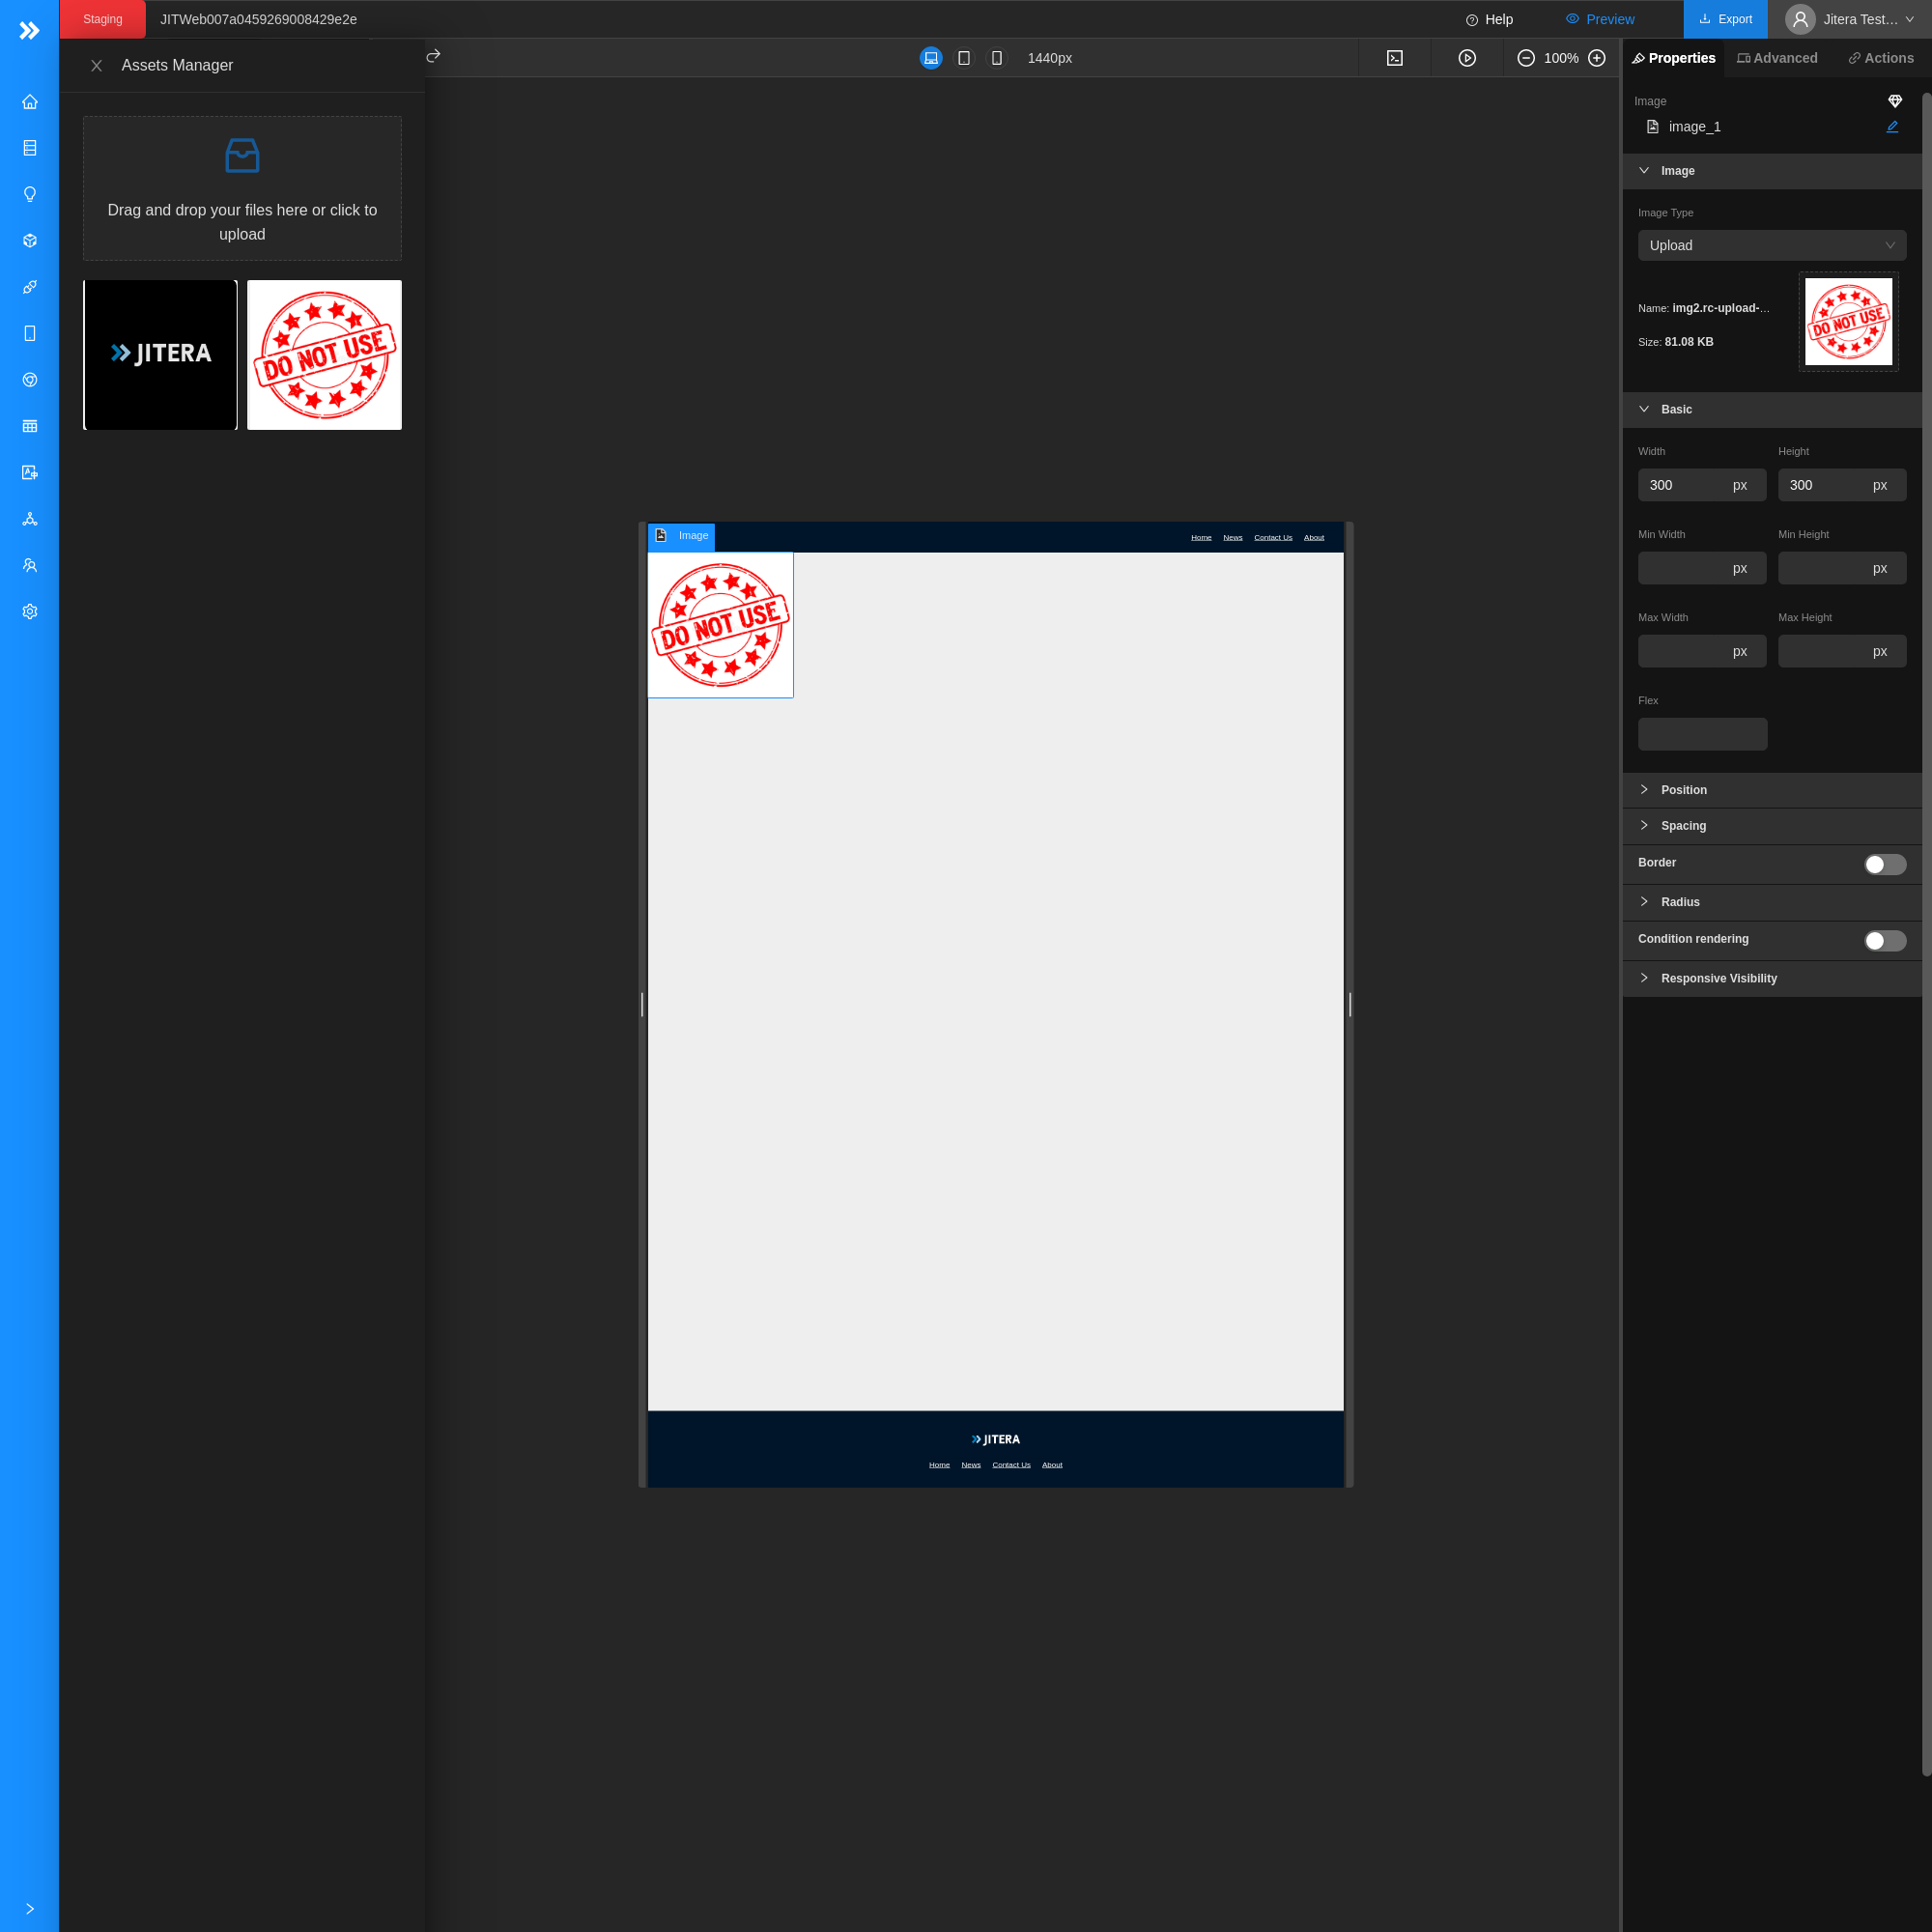 Staging
JITWeb007a0459269008429e2e
Help
Preview
Export
Jitera Test...
Assets Manager
1440px
100%
Properties
Advanced
Actions
Drag and drop your files here or click to
upload
JITERA
DO NOT USE
Image
image_1
Image
Image Type
Upload
Name: img2.rc-upload-...
Size: 81.08 KB
DO NOT USE
Basic
Width
Height
300 px
300 px
Min Width
Min Height
px
px
Max Width
Max Height
px
px
Flex
Position
Spacing
Border
Radius
Condition rendering
Responsive Visibility
Image
Home
News
Contact Us
About
DO NOT USE
JITERA
Home
News
Contact Us
About